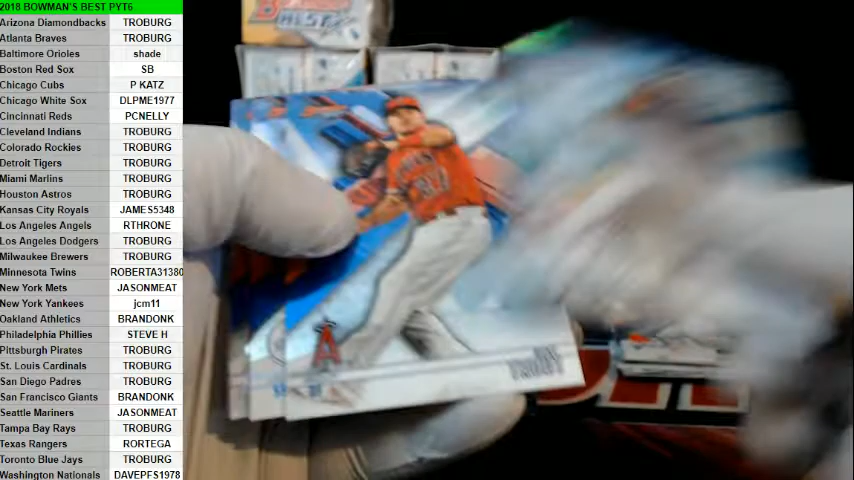 2018 BOWMAN'S BEST PYT6
Arizona Diamondbacks TROBURG
Atlanta Braves TROBURG
Baltimore Orioles shade
Boston Red Sox SB
Chicago Cubs P KATZ
Chicago White Sox DLPME1977
Cincinnati Reds PCNELLY
Cleveland Indians TROBURG
Colorado Rockies TROBURG
Detroit Tigers TROBURG
Miami Marlins TROBURG
Houston Astros TROBURG
Kansas City Royals JAMES5348
Los Angeles Angels RTHRONE
Los Angeles Dodgers TROBURG
Milwaukee Brewers TROBURG
Minnesota Twins ROBERTA31380
New York Mets JASONMEAT
New York Yankees jcm11
Oakland Athletics BRANDONK
Philadelphia Phillies STEVE H
Pittsburgh Pirates TROBURG
St. Louis Cardinals TROBURG
San Diego Padres TROBURG
San Francisco Giants BRANDONK
Seattle Mariners JASONMEAT
Tampa Bay Rays TROBURG
Texas Rangers RORTEGA
Toronto Blue Jays TROBURG
Washington Nationals DAVEPFS1978
BEST
A
TROUT